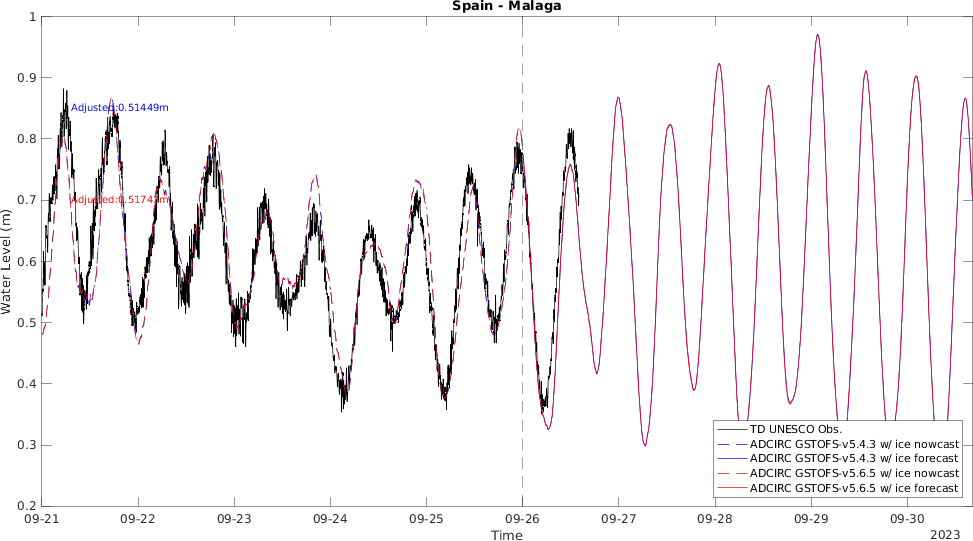 Spain - Malaga
1
0.9
0.8
0.7
0.6
0.5
0.4
0.3
0.2
Water Level (m)
Adjusted:0.51449m
Adjusted:0.51742m
TD UNESCO Obs.
ADCIRC GSTOFS-v5.4.3 w/ ice nowcast
ADCIRC GSTOFS-v5.4.3 w/ ice forecast
ADCIRC GSTOFS-v5.6.5 w/ ice nowcast
ADCIRC GSTOFS-v5.6.5 w/ ice forecast
09-21 09-22 09-23 09-24 09-25 09-26 09-27 09-28 09-29 09-30
Time
2023